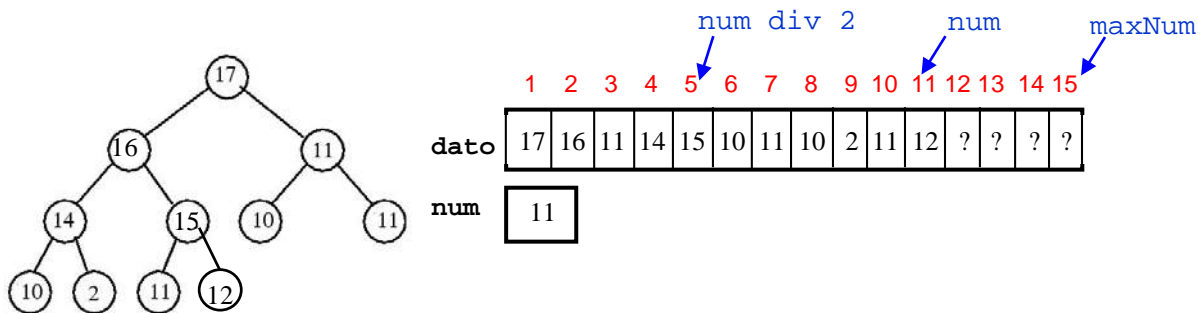 num div 2 num maxNum
17
1 2 3 4 5 6 7 8 9 10 11 12 13 14 15
16 11
dato 17 16 11 14 15 10 11 10 2 11 12 ? ? ? ?
14 15 10 11
num 11
10 2 11 12